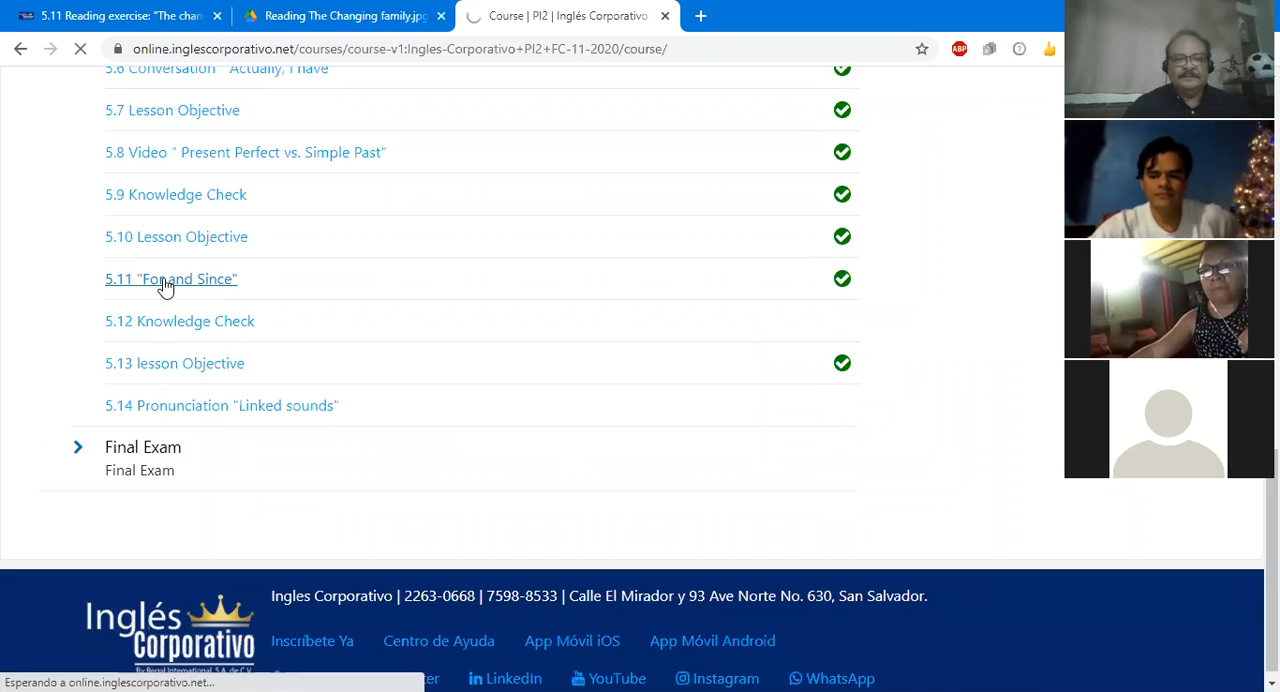 5.11 Reading exercise: "The chan
Reading The Changing family.jpg
Course | PI2 | Inglés Corporativo
online.inglescorporativo.net/courses/course-v1:Ingles-Corporativo+PI2+FC-11-2020/course/
ABP
5.6 Conversation " Actually, I have
5.7 Lesson Objective
5.8 Video " Present Perfect vs. Simple Past"
5.9 Knowledge Check
5.10 Lesson Objective
5.11 "For and Since"
5.12 Knowledge Check
5.13 lesson Objective
5.14 Pronunciation "Linked sounds"
Final Exam
Final Exam
Inglés Corporativo
Ingles Corporativo | 2263-0668 | 7598-8533 | Calle El Mirador y 93 Ave Norte No. 630, San Salvador.
Inscríbete Ya
Centro de Ayuda
App Móvil iOS
App Móvil Android
LinkedIn
YouTube
Instagram
WhatsApp
Esperando a online.inglescorporativo.net...